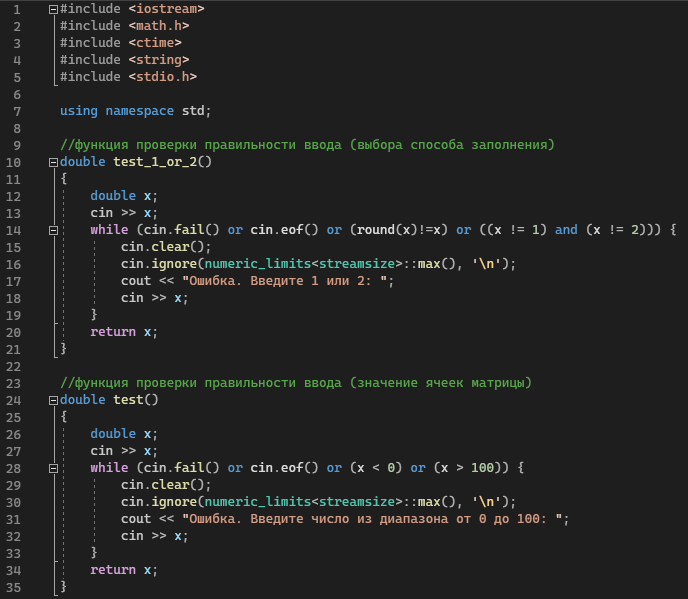 1 #include <iostream>
2 #include <math.h>
3 #include <ctime>
4 #include <string>
5 #include <stdio.h>
6
7 using namespace std;
8
9 //функция проверки правильности ввода (выбора способа заполнения)
10 double test_1_or_2()
11 {
12     double x;
13     cin >> x;
14     while (cin.fail() or cin.eof() or (round(x)!=x) or ((x != 1) and (x != 2))) {
15         cin.clear();
16         cin.ignore(numeric_limits<streamsize>::max(), '\n');
17         cout << "Ошибка. Введите 1 или 2: ";
18         cin >> x;
19     }
20     return x;
21 }
22
23 //функция проверки правильности ввода (значение ячеек матрицы)
24 double test()
25 {
26     double x;
27     cin >> x;
28     while (cin.fail() or cin.eof() or (x < 0) or (x > 100)) {
29         cin.clear();
30         cin.ignore(numeric_limits<streamsize>::max(), '\n');
31         cout << "Ошибка. Введите число из диапазона от 0 до 100: ";
32         cin >> x;
33     }
34     return x;
35 }